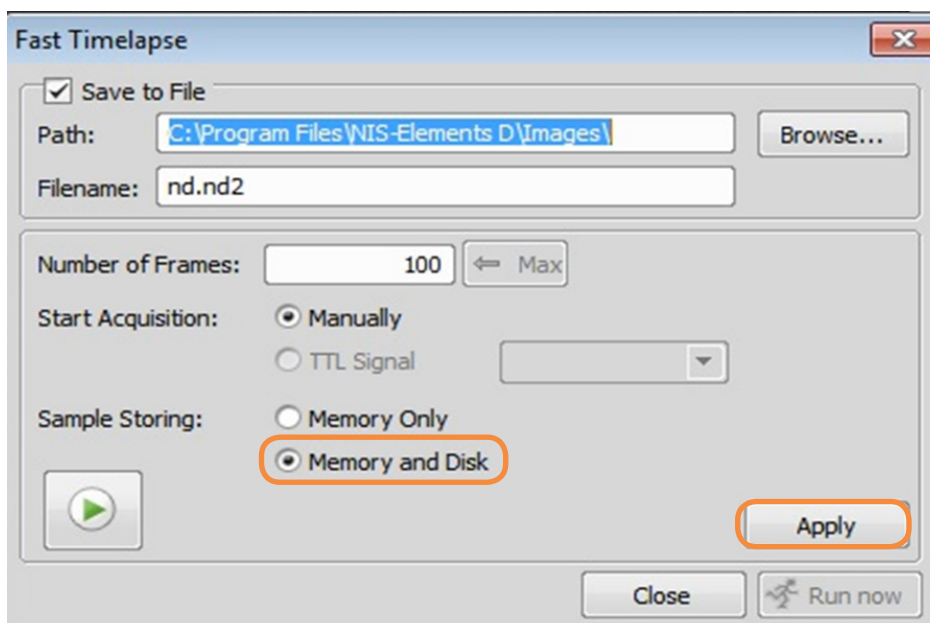 Fast Timelapse
Save to File
Path: C:\Program Files\NIS-Elements D\Images\ Browse...
Filename: nd.nd2
Number of Frames: 100 Max
Start Acquisition: Manually
TTL Signal
Sample Storing: Memory Only
Memory and Disk
Apply
Close Run now